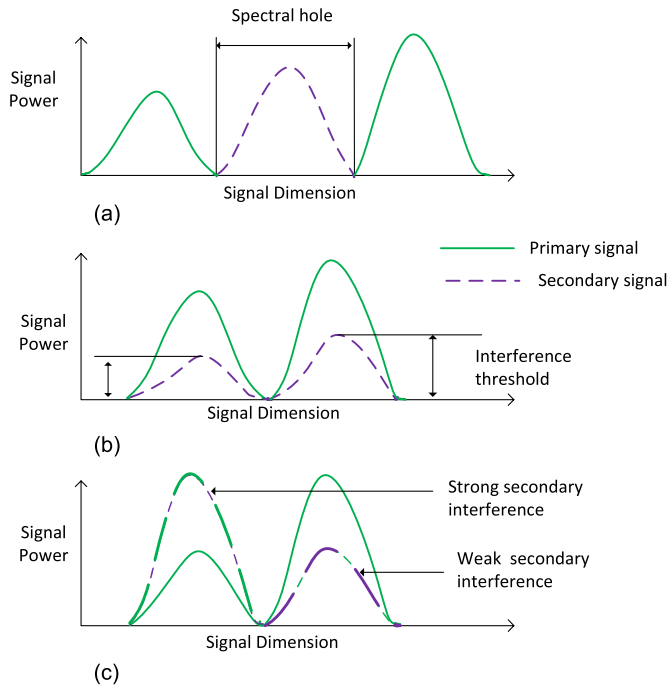 Spectral hole
Signal
Power
Signal Dimension
(a)
Primary signal
Secondary signal
Signal
Power
Interference
threshold
Signal Dimension
(b)
Strong secondary
interference
Signal
Power
Weak secondary
interference
Signal Dimension
(c)